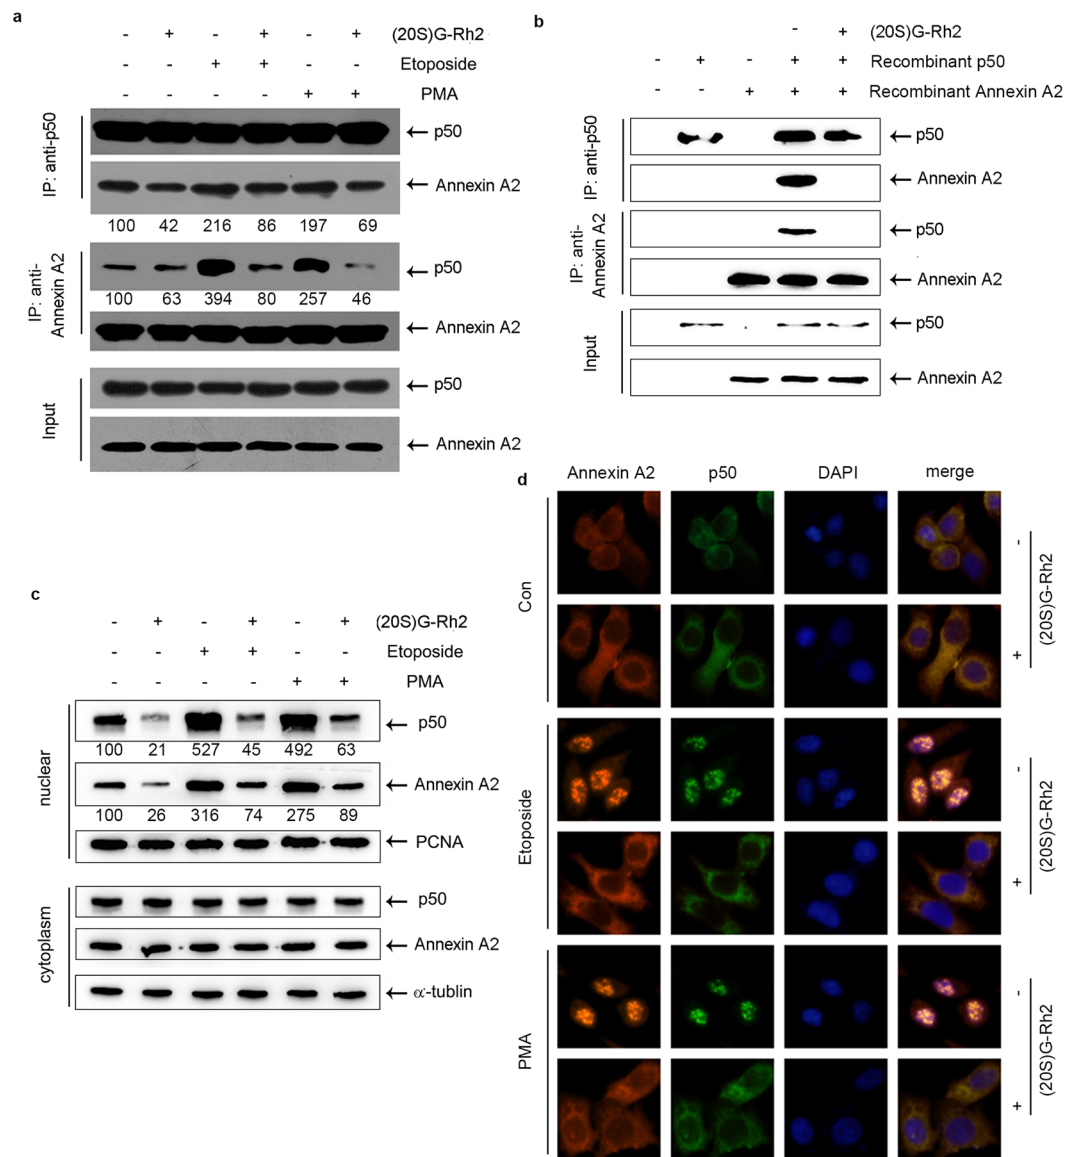 a
- + - + - + (20S)G-Rh2
- - + + - - Etoposide
- - - - + + PMA
IP: anti-p50
p50
Annexin A2
100 42 216 86 197 69
IP: anti-
Annexin A2
p50
100 63 394 80 257 46
Annexin A2
Input
p50
Annexin A2
b
- + (20S)G-Rh2
- + - + + Recombinant p50
- - + + + Recombinant Annexin A2
IP: anti-p50
p50
Annexin A2
IP: anti-
Annexin A2
p50
Annexin A2
Input
p50
Annexin A2
c
- + - + - + (20S)G-Rh2
- - + + - - Etoposide
- - - - + + PMA
nuclear
p50
100 21 527 45 492 63
Annexin A2
100 26 316 74 275 89
PCNA
cytoplasm
p50
Annexin A2
α-tublin
d
Annexin A2 p50 DAPI merge
Con
-
+
(20S)G-Rh2
Etoposide
-
+
(20S)G-Rh2
PMA
-
+
(20S)G-Rh2